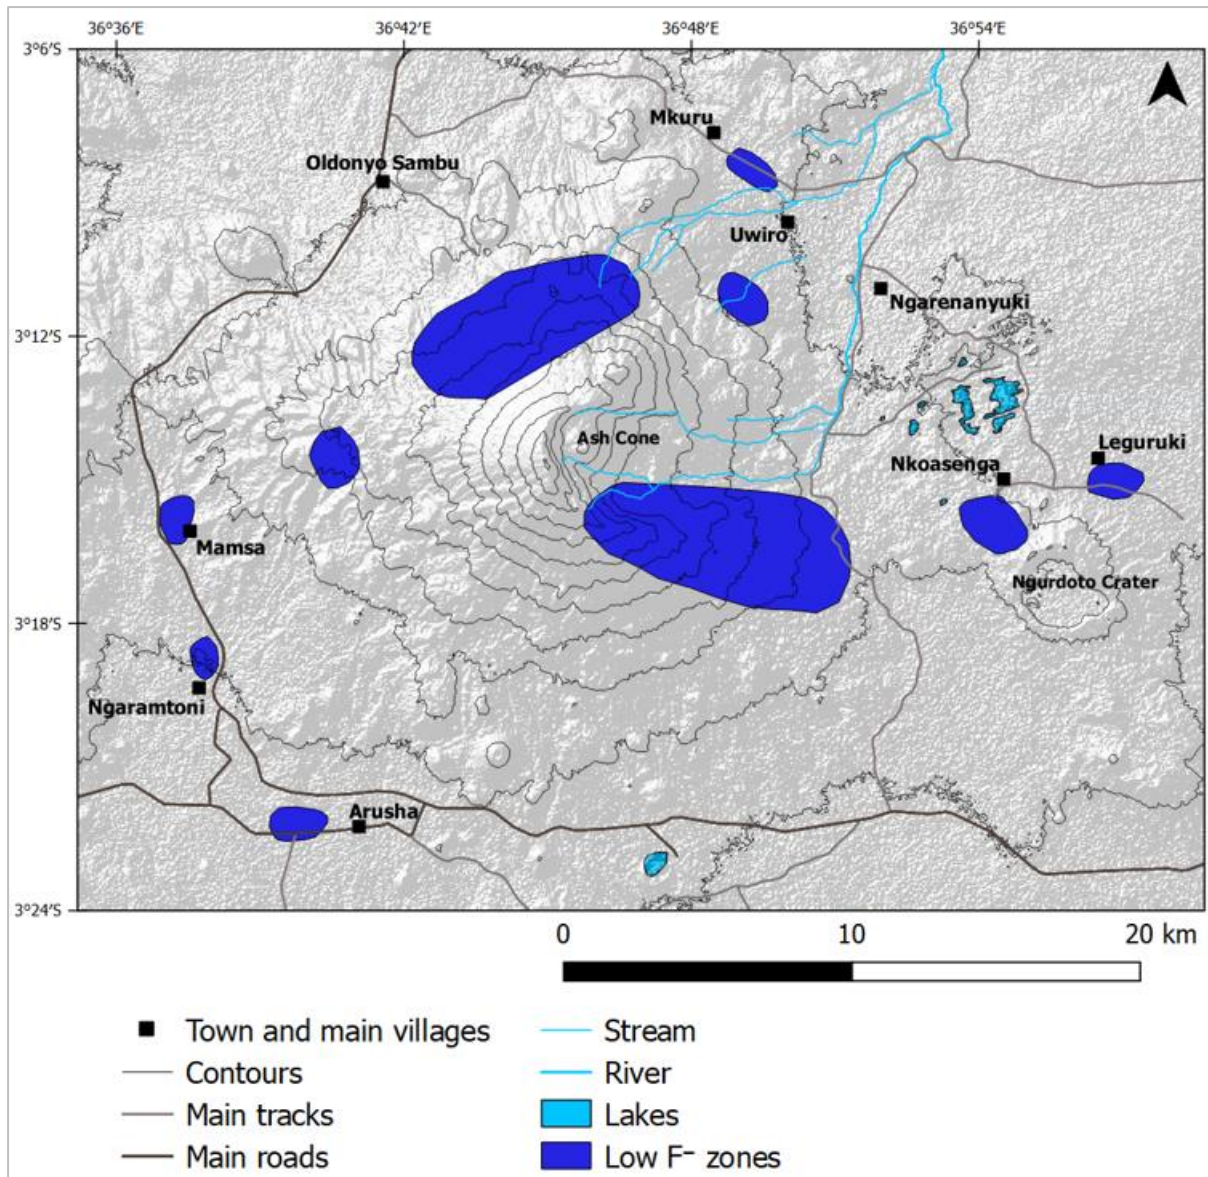 36°36'E 36°42'E 36°48'E 36°54'E
3°6'S
Mkuru
Oldonyo Sambu
Uwiro
Ngarenanyuki
3°12'S
Ash Cone
Leguruki
Nkoasenga
Mamsa
Ngurdoto Crater
3°18'S
Ngaramtoni
Arusha
3°24'S
0 10 20 km
Town and main villages
Contours
Main tracks
Main roads
Stream
River
Lakes
Low F⁻ zones